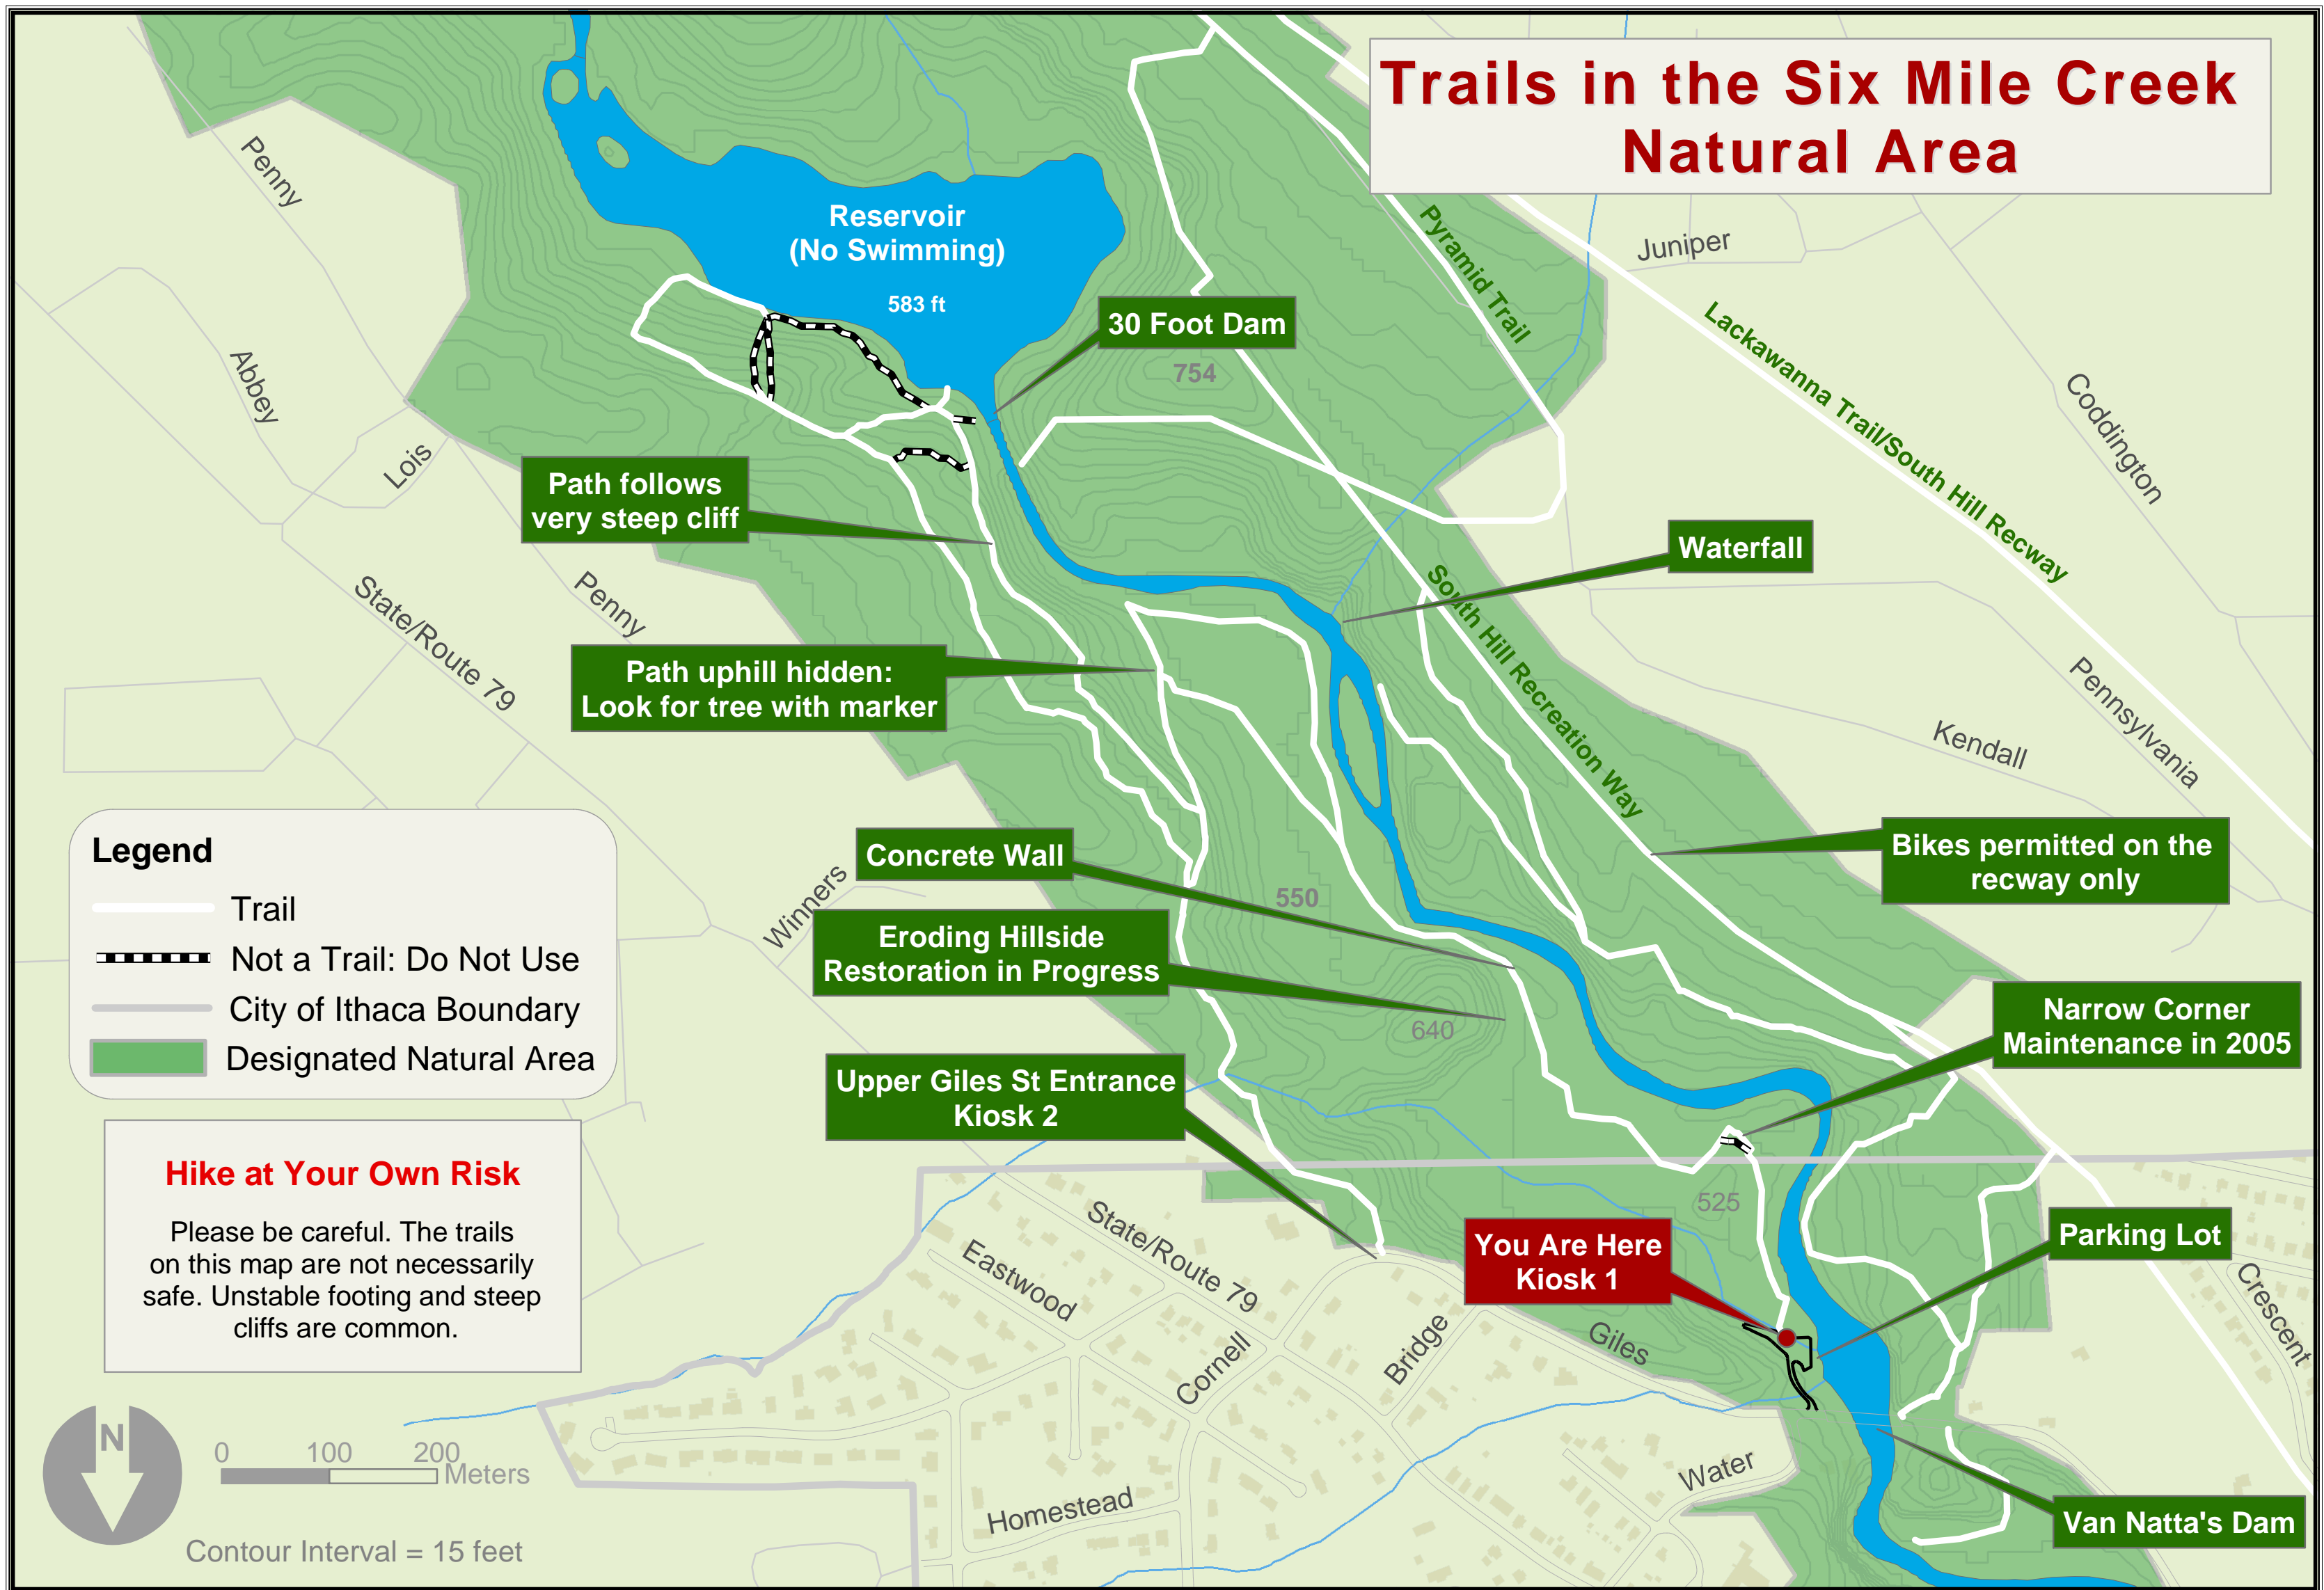 Trails in the Six Mile Creek
Natural Area
Penny
Reservoir
(No Swimming)
583 ft
Pyramid Trail
Juniper
30 Foot Dam
Lackawanna Trail/South Hill Recway
Abbey
754
Coddington
Lois
Path follows
very steep cliff
Waterfall
State/Route 79
Penny
South Hill Recreation Way
Path uphill hidden:
Look for tree with marker
Pennsylvania
Kendall
Legend
Trail
Not a Trail: Do Not Use
City of Ithaca Boundary
Designated Natural Area
Winners
Concrete Wall
Bikes permitted on the
recway only
550
Eroding Hillside
Restoration in Progress
640
Narrow Corner
Maintenance in 2005
Upper Giles St Entrance
Kiosk 2
Hike at Your Own Risk
Please be careful. The trails
on this map are not necessarily
safe. Unstable footing and steep
cliffs are common.
525
State/Route 79
Eastwood
You Are Here
Kiosk 1
Parking Lot
Cornell
Bridge
Giles
Crescent
N
0 100 200
Meters
Homestead
Water
Van Natta's Dam
Contour Interval = 15 feet